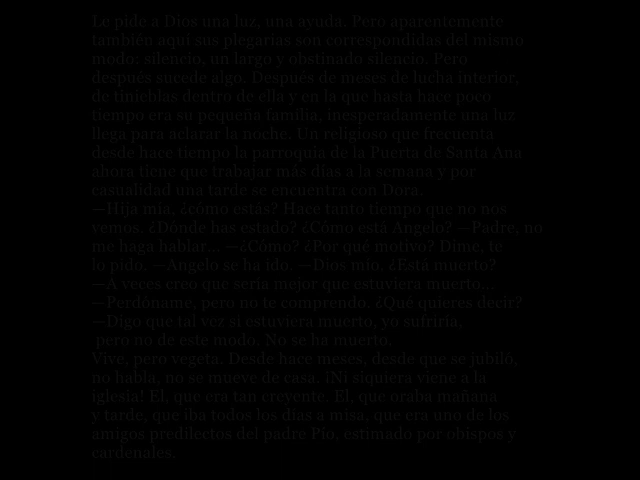 Le pide a Dios una luz, una ayuda. Pero aparentemente
también aquí sus plegarias son correspondidas del mismo
modo: silencio, un largo y obstinado silencio. Pero
después sucede algo. Después de meses de lucha interior,
de tinieblas dentro de ella y en la que hasta hace poco
tiempo era su pequeña familia, inesperadamente una luz
llega para aclarar la noche. Un religioso que frecuenta
desde hace tiempo la parroquia de la Puerta de Santa Ana
ahora tiene que trabajar más días a la semana y por
casualidad una tarde se encuentra con Dora.
—Hija mía, ¿cómo estás? Hace tanto tiempo que no nos
vemos. ¿Dónde has estado? ¿Cómo está Angelo? —Padre, no
me haga hablar... —¿Cómo? ¿Por qué motivo? Dime, te
lo pido. —Angelo se ha ido. —Dios mío, ¿Está muerto?
—A veces creo que sería mejor que estuviera muerto...
—Perdóname, pero no te comprendo. ¿Qué quieres decir?
—Digo que tal vez si estuviera muerto, yo sufriría,
pero no de este modo. No se ha muerto.
Vive, pero vegeta. Desde hace meses, desde que se jubiló,
no habla, no se mueve de casa. ¡Ni siquiera viene a la
iglesia! Él, que era tan creyente. Él, que oraba mañana
y tarde, que iba todos los días a misa, que era uno de los
amigos predilectos del padre Pío, estimado por obispos y
cardenales.